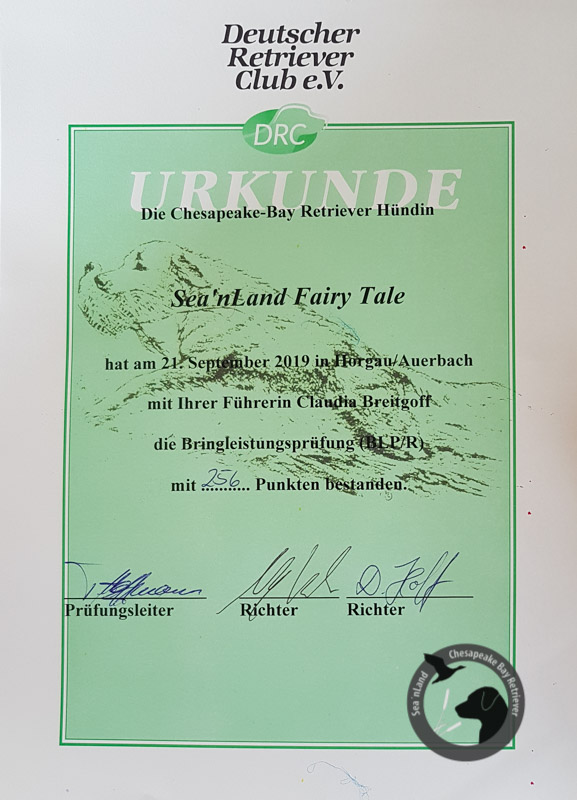 Deutscher
Retriever
Club e.V.
DRC
URKUNDE
Die Chesapeake-Bay Retriever Hündin
Sea'nLand Fairy Tale
hat am 21. September 2019 in Horgau/Auerbach
mit Ihrer Führerin Claudia Breitgoff
die Bringleistungsprüfung (BLP/R)
mit 256 Punkten bestanden.
Prüfungsleiter Richter Richter
Sea'nLand Chesapeake Bay Retriever